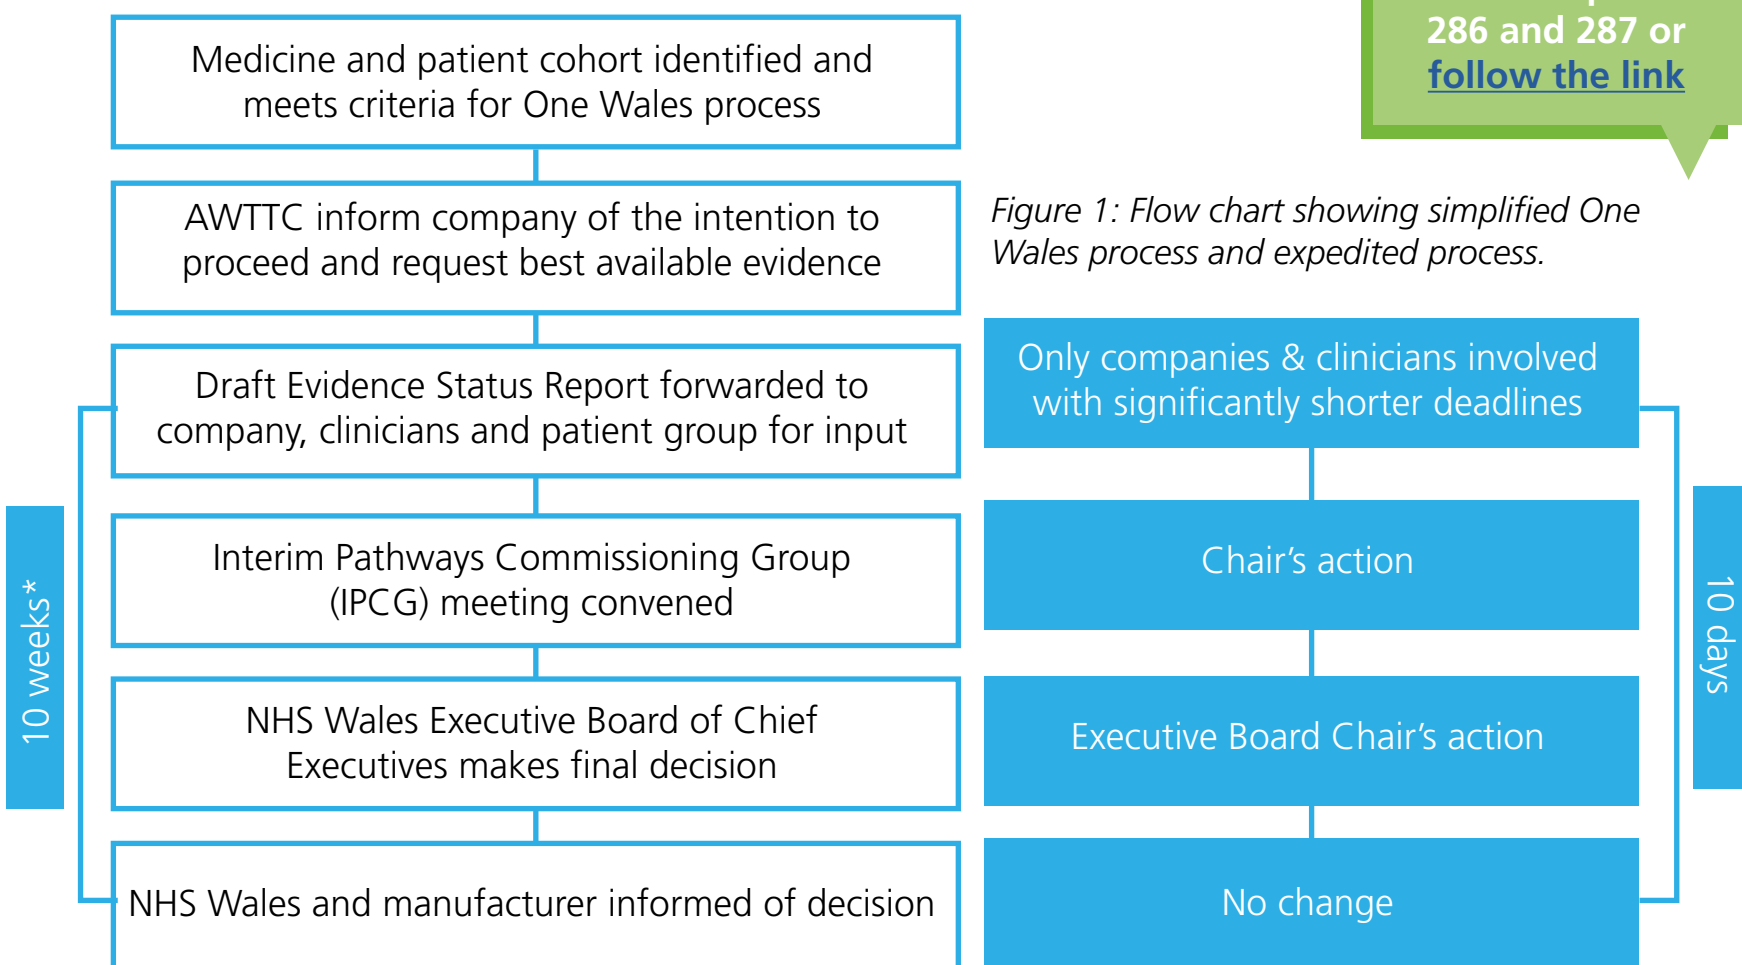 286 and 287 or
follow the link
Medicine and patient cohort identified and
meets criteria for One Wales process
AWTTC inform company of the intention to
proceed and request best available evidence
Figure 1: Flow chart showing simplified One
Wales process and expedited process.
Draft Evidence Status Report forwarded to
company, clinicians and patient group for input
Only companies & clinicians involved
with significantly shorter deadlines
Interim Pathways Commissioning Group
(IPCG) meeting convened
Chair’s action
10 weeks*
10 days
NHS Wales Executive Board of Chief
Executives makes final decision
Executive Board Chair’s action
NHS Wales and manufacturer informed of decision
No change